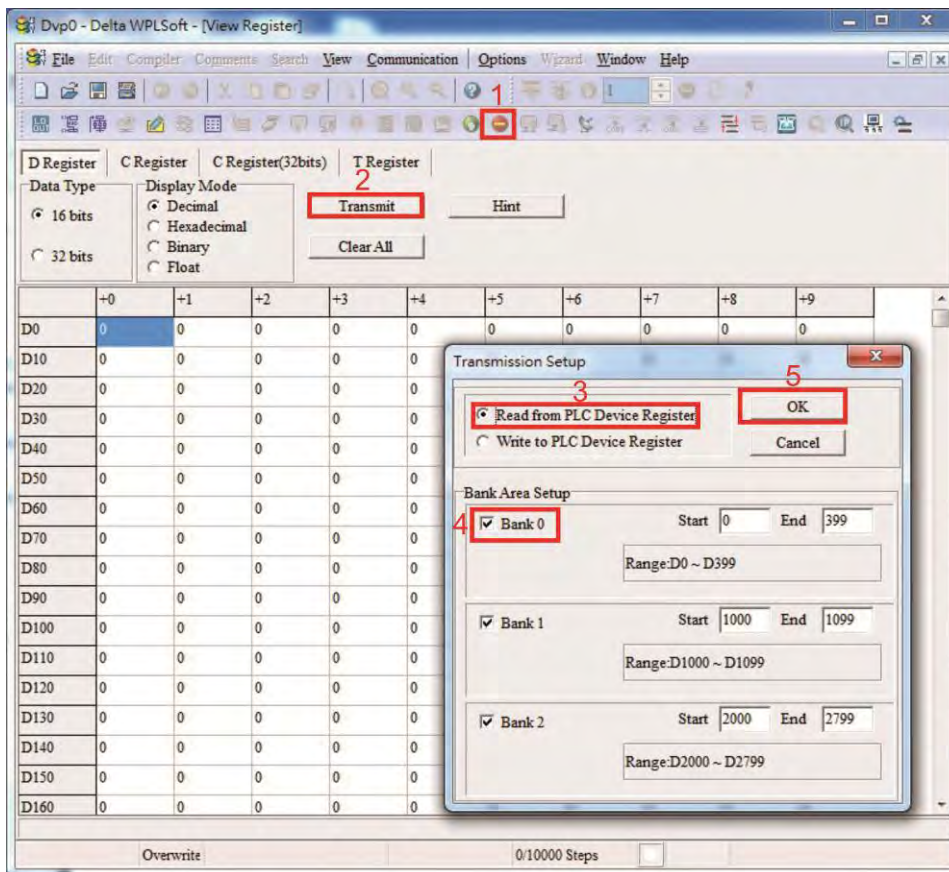 Dvp0 - Delta WPLSoft - [View Register]
File Edit Compiler Comments Search View Communication Options Wizard Window Help
1
1
D Register C Register C Register(32bits) T Register
2
Data Type Display Mode
16 bits Decimal Transmit Hint
Hexadecimal
32 bits Binary Clear All
Float
+0 +1 +2 +3 +4 +5 +6 +7 +8 +9
D0 0 0 0 0 0 0 0 0 0 0
D10 0 0 0 0 0
D20 0 0 0 0 0
D30 0 0 0 0 0
D40 0 0 0 0 0
D50 0 0 0 0 0
D60 0 0 0 0 0
D70 0 0 0 0 0
D80 0 0 0 0 0
D90 0 0 0 0 0
D100 0 0 0 0 0
D110 0 0 0 0 0
D120 0 0 0 0 0
D130 0 0 0 0 0
D140 0 0 0 0 0
D150 0 0 0 0 0
D160 0 0 0 0 0
Transmission Setup
3 5
Read from PLC Device Register OK
Write to PLC Device Register Cancel
Bank Area Setup
4 Bank 0 Start 0 End 399
Range:D0 ~ D399
Bank 1 Start 1000 End 1099
Range:D1000 ~ D1099
Bank 2 Start 2000 End 2799
Range:D2000 ~ D2799
Overwrite 0/10000 Steps